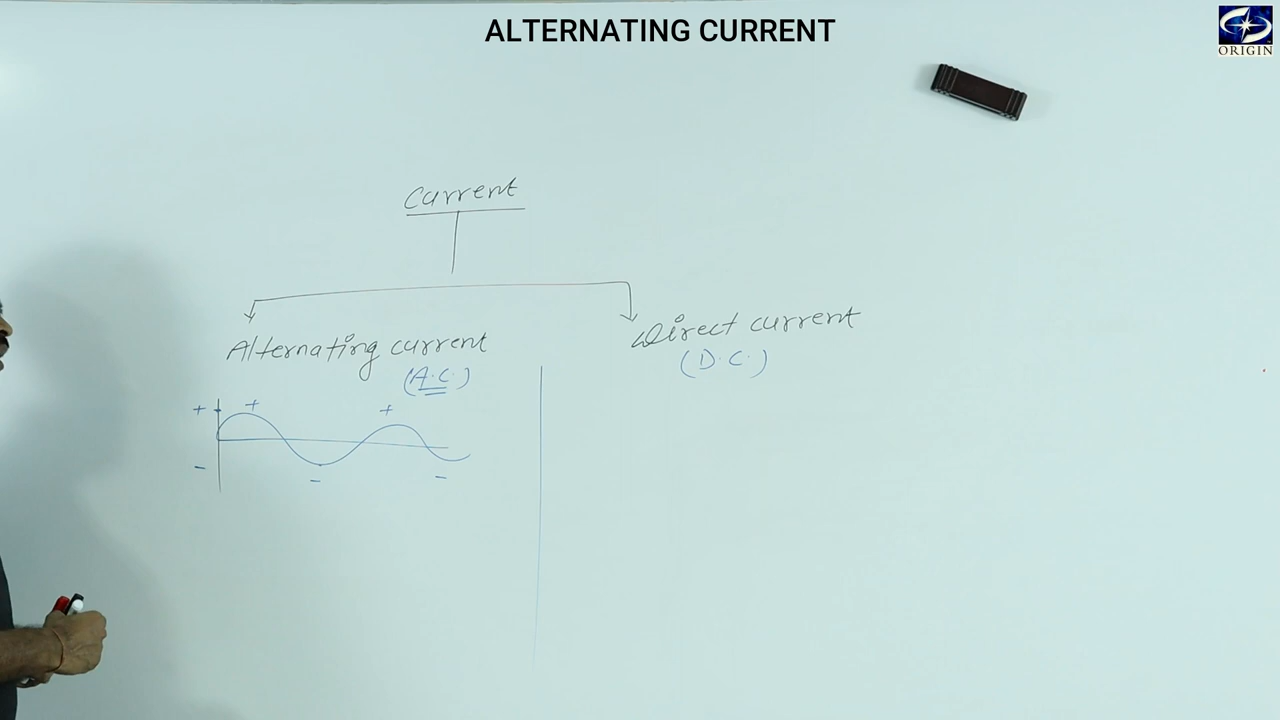 ALTERNATING CURRENT
ORIGIN
Current
Alternating current
Direct current
(A.C.)
(D.C.)
+ + +
-
- -